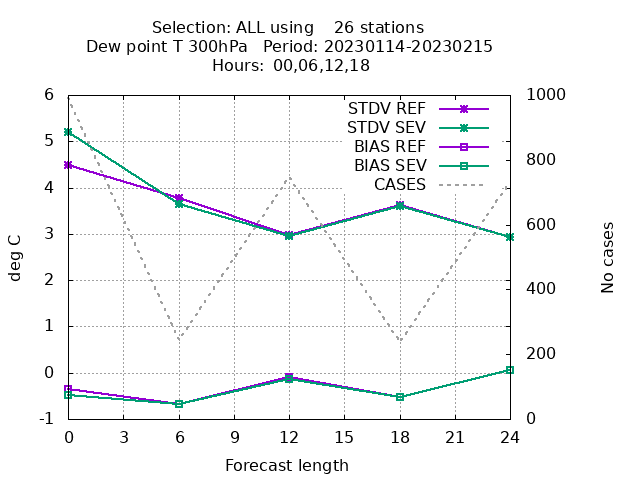 Selection: ALL using 26 stations
Dew point T 300hPa Period: 20230114-20230215
Hours: 00,06,12,18
STDV REF
STDV SEV
BIAS REF
BIAS SEV
CASES
6
5
4
3
2
1
0
-1
deg C
1000
800
600
400
200
0
No cases
0 3 6 9 12 15 18 21 24
Forecast length